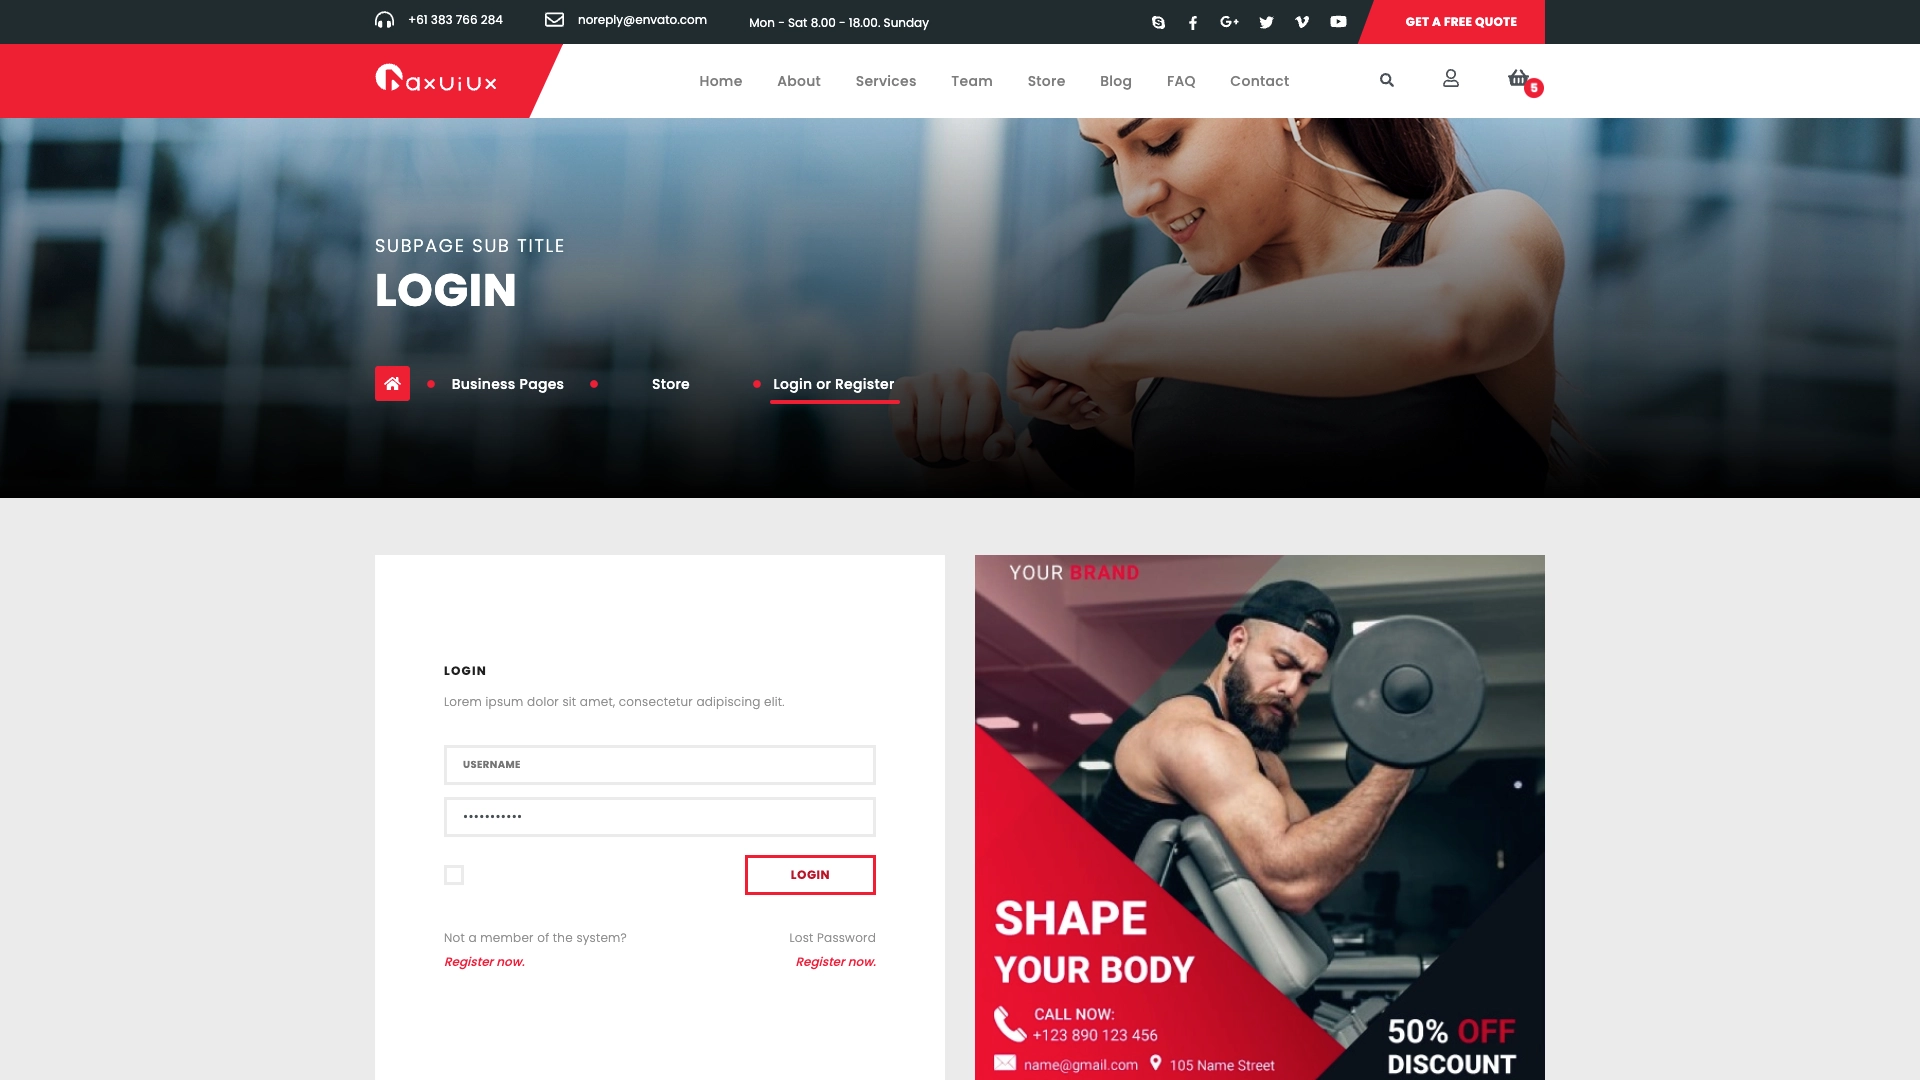 +61 383 766 284
noreply@envato.com
Mon - Sat 8.00 - 18.00. Sunday
GET A FREE QUOTE
axUiUx
Home
About
Services
Team
Store
Blog
FAQ
Contact
5
SUBPAGE SUB TITLE
LOGIN
Business Pages
Store
Login or Register
LOGIN
Lorem ipsum dolor sit amet, consectetur adipiscing elit.
USERNAME
•••••••••••
LOGIN
Not a member of the system?
Register now.
Lost Password
Register now.
YOUR BRAND
SHAPE
YOUR BODY
CALL NOW:
+123 890 123 456
name@gmail.com
105 Name Street
50% OFF
DISCOUNT